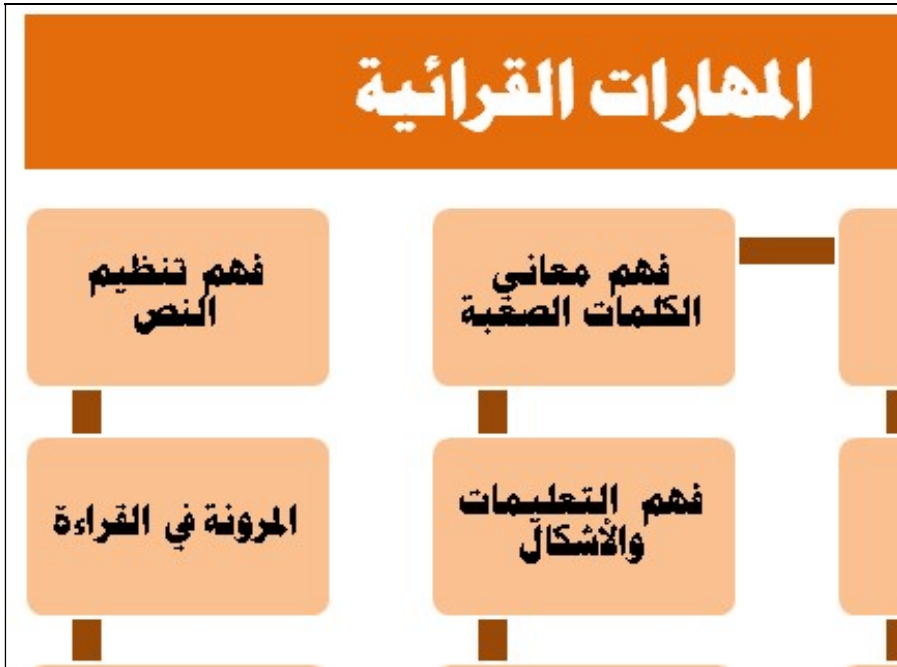 المهارات القرائية
فهم معاني
الكلمات الصعبة
فهم تنظيم
النص
فهم التعليمات
والأشكال
المرونة في القراءة